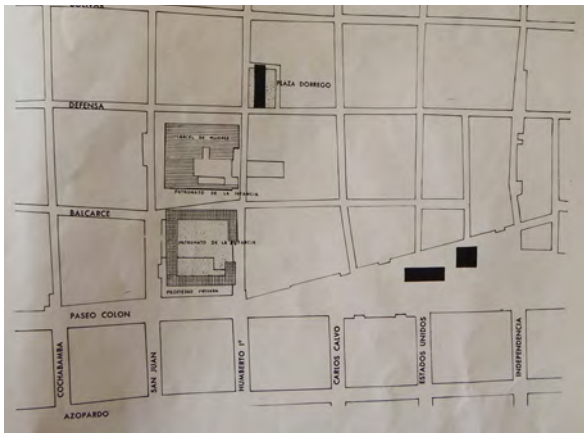 BOLIVAR
PLAZA DORREGO
DEFENSA
CARCEL DE MUJERES
PATRONATO DE LA INFANCIA
BALCARCE
PATRONATO DE LA INFANCIA
PROPIEDAD PRIVADA
PASEO COLON
COCHABAMBA
SAN JUAN
HUMBERTO 1º
CARLOS CALVO
ESTADOS UNIDOS
INDEPENDENCIA
AZOPARDO